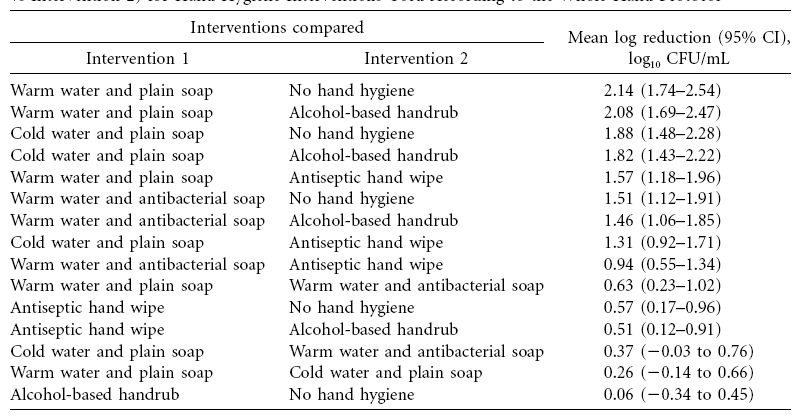 Interventions compared
Mean log reduction (95% CI),
Intervention 1 Intervention 2 log₁₀ CFU/mL
Warm water and plain soap No hand hygiene 2.14 (1.74–2.54)
Warm water and plain soap Alcohol-based handrub 2.08 (1.69–2.47)
Cold water and plain soap No hand hygiene 1.88 (1.48–2.28)
Cold water and plain soap Alcohol-based handrub 1.82 (1.43–2.22)
Warm water and plain soap Antiseptic hand wipe 1.57 (1.18–1.96)
Warm water and antibacterial soap No hand hygiene 1.51 (1.12–1.91)
Warm water and antibacterial soap Alcohol-based handrub 1.46 (1.06–1.85)
Cold water and plain soap Antiseptic hand wipe 1.31 (0.92–1.71)
Warm water and antibacterial soap Antiseptic hand wipe 0.94 (0.55–1.34)
Warm water and plain soap Warm water and antibacterial soap 0.63 (0.23–1.02)
Antiseptic hand wipe No hand hygiene 0.57 (0.17–0.96)
Antiseptic hand wipe Alcohol-based handrub 0.51 (0.12–0.91)
Cold water and plain soap Warm water and antibacterial soap 0.37 (−0.03 to 0.76)
Warm water and plain soap Cold water and plain soap 0.26 (−0.14 to 0.66)
Alcohol-based handrub No hand hygiene 0.06 (−0.34 to 0.45)